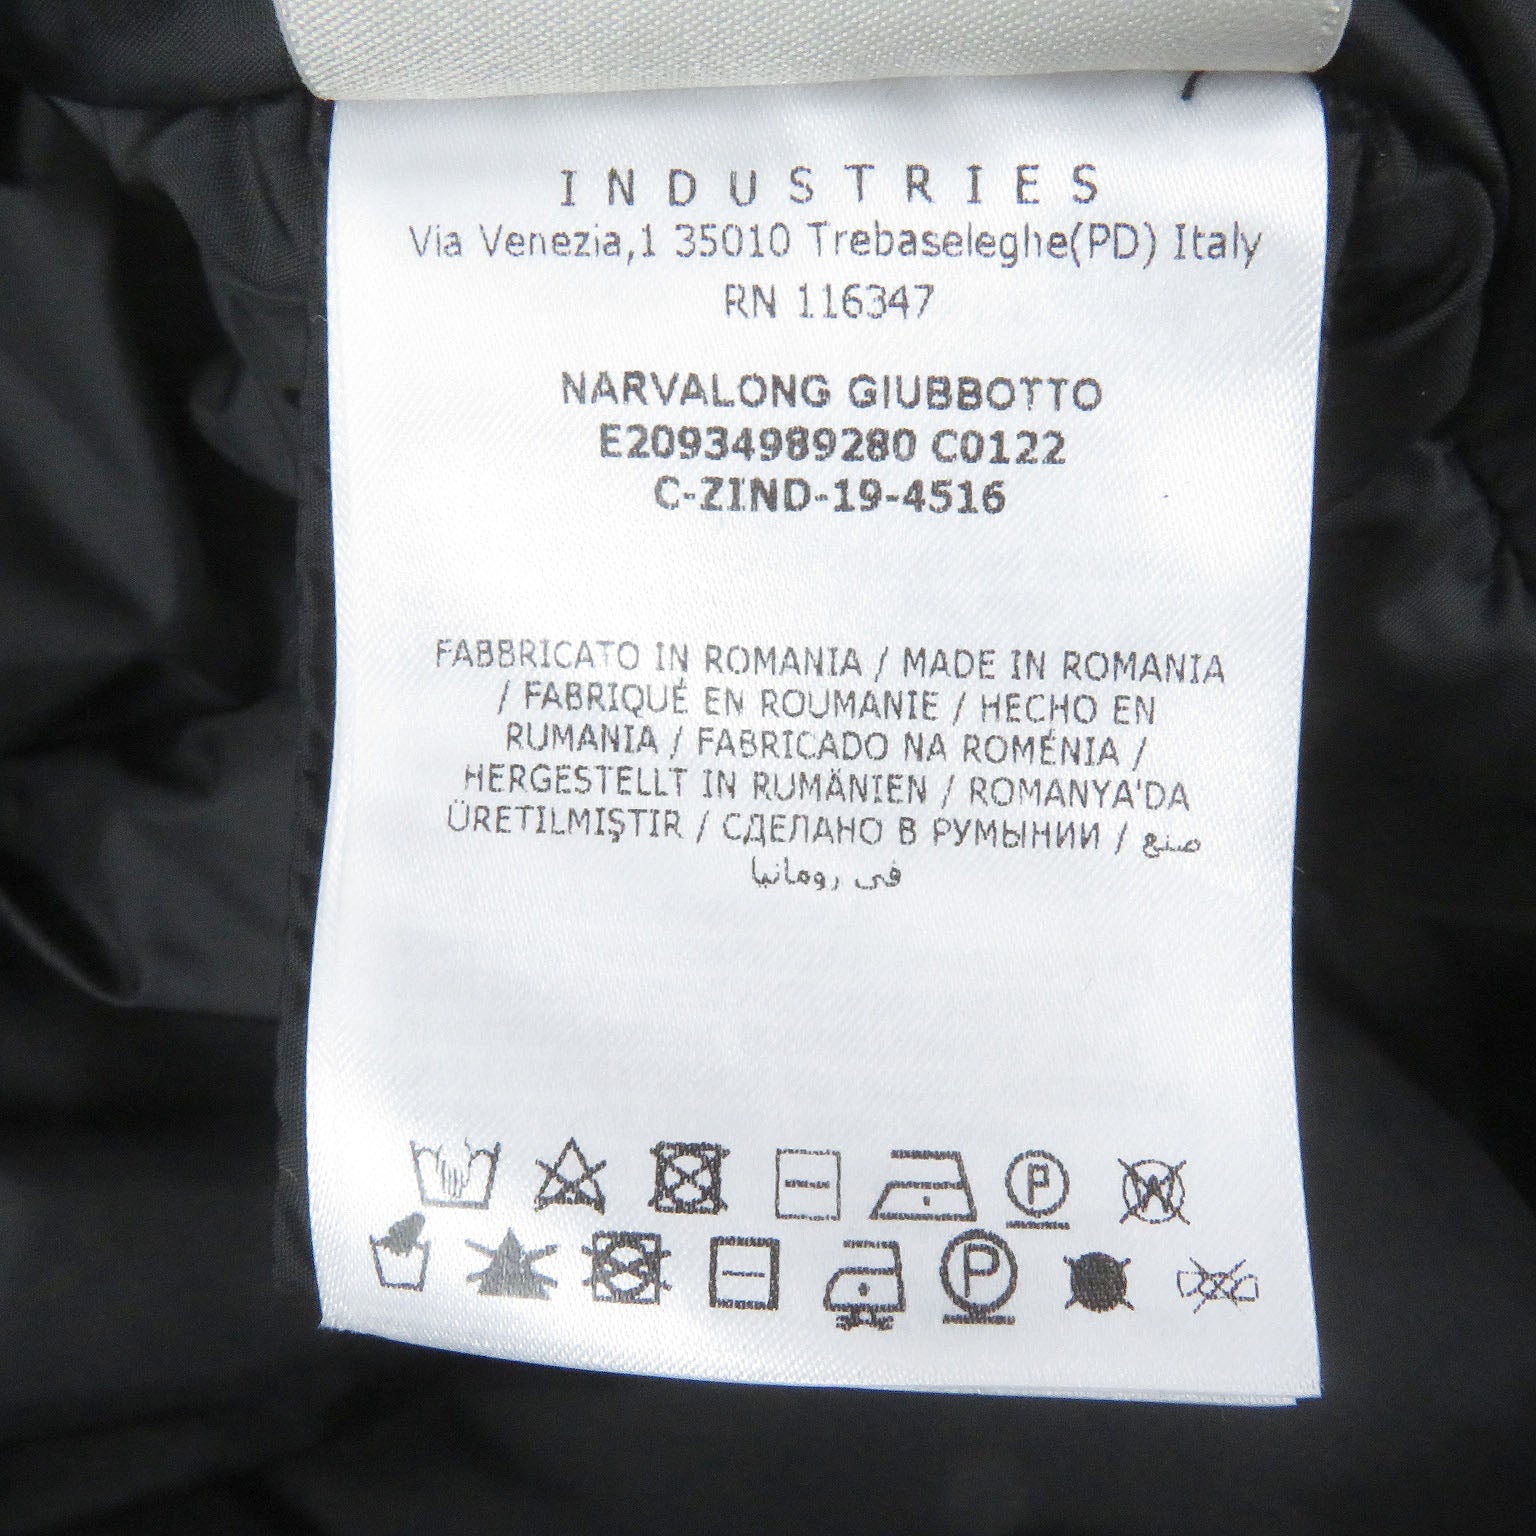 INDUSTRIES
Via Venezia,1 35010 Trebaseleghe(PD) Italy
RN 116347
NARVALONG GIUBBOTTO
E20934989280 C0122
C-ZIND-19-4516
FABBRICATO IN ROMANIA / MADE IN ROMANIA
/ FABRIQUÉ EN ROUMANIE / HECHO EN
RUMANIA / FABRICADO NA ROMÉNIA /
HERGESTELLT IN RUMÄNIEN / ROMANYA'DA
ÜRETILMIŞTIR / СДЕЛАНО В РУМЫНИИ / صنع
في رومانيا
P W
P